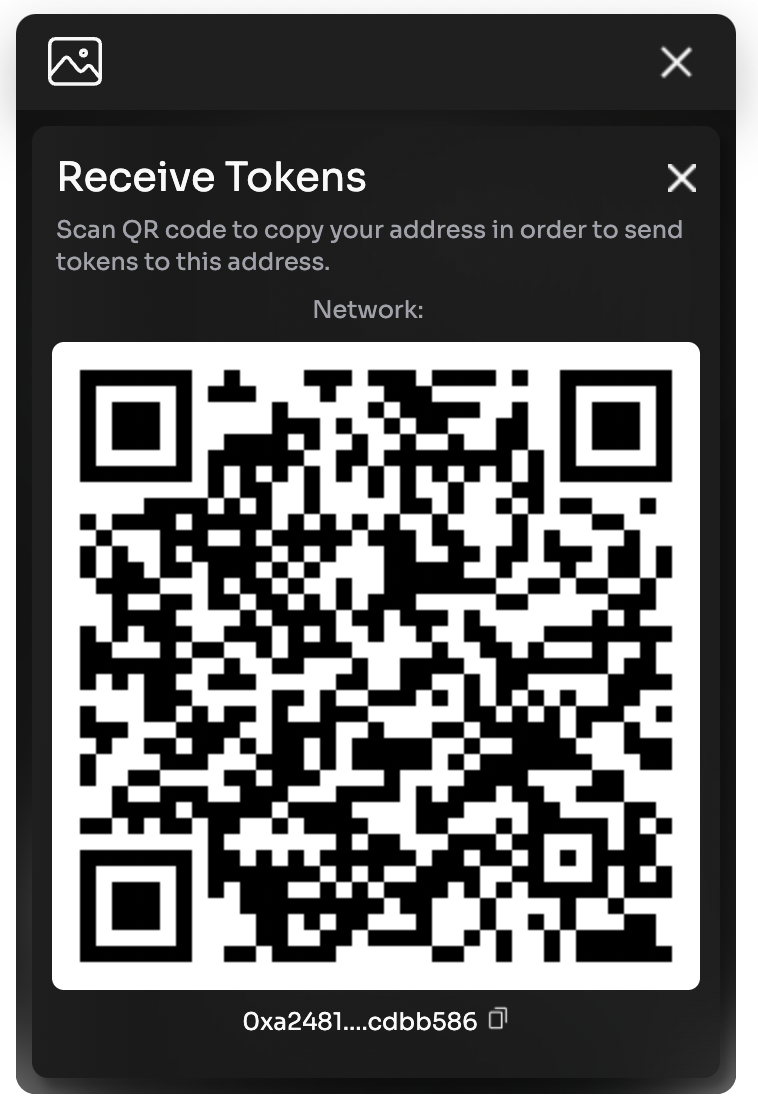 Receive Tokens
Scan QR code to copy your address in order to send
tokens to this address.
Network:
0xa2481....cdbb586